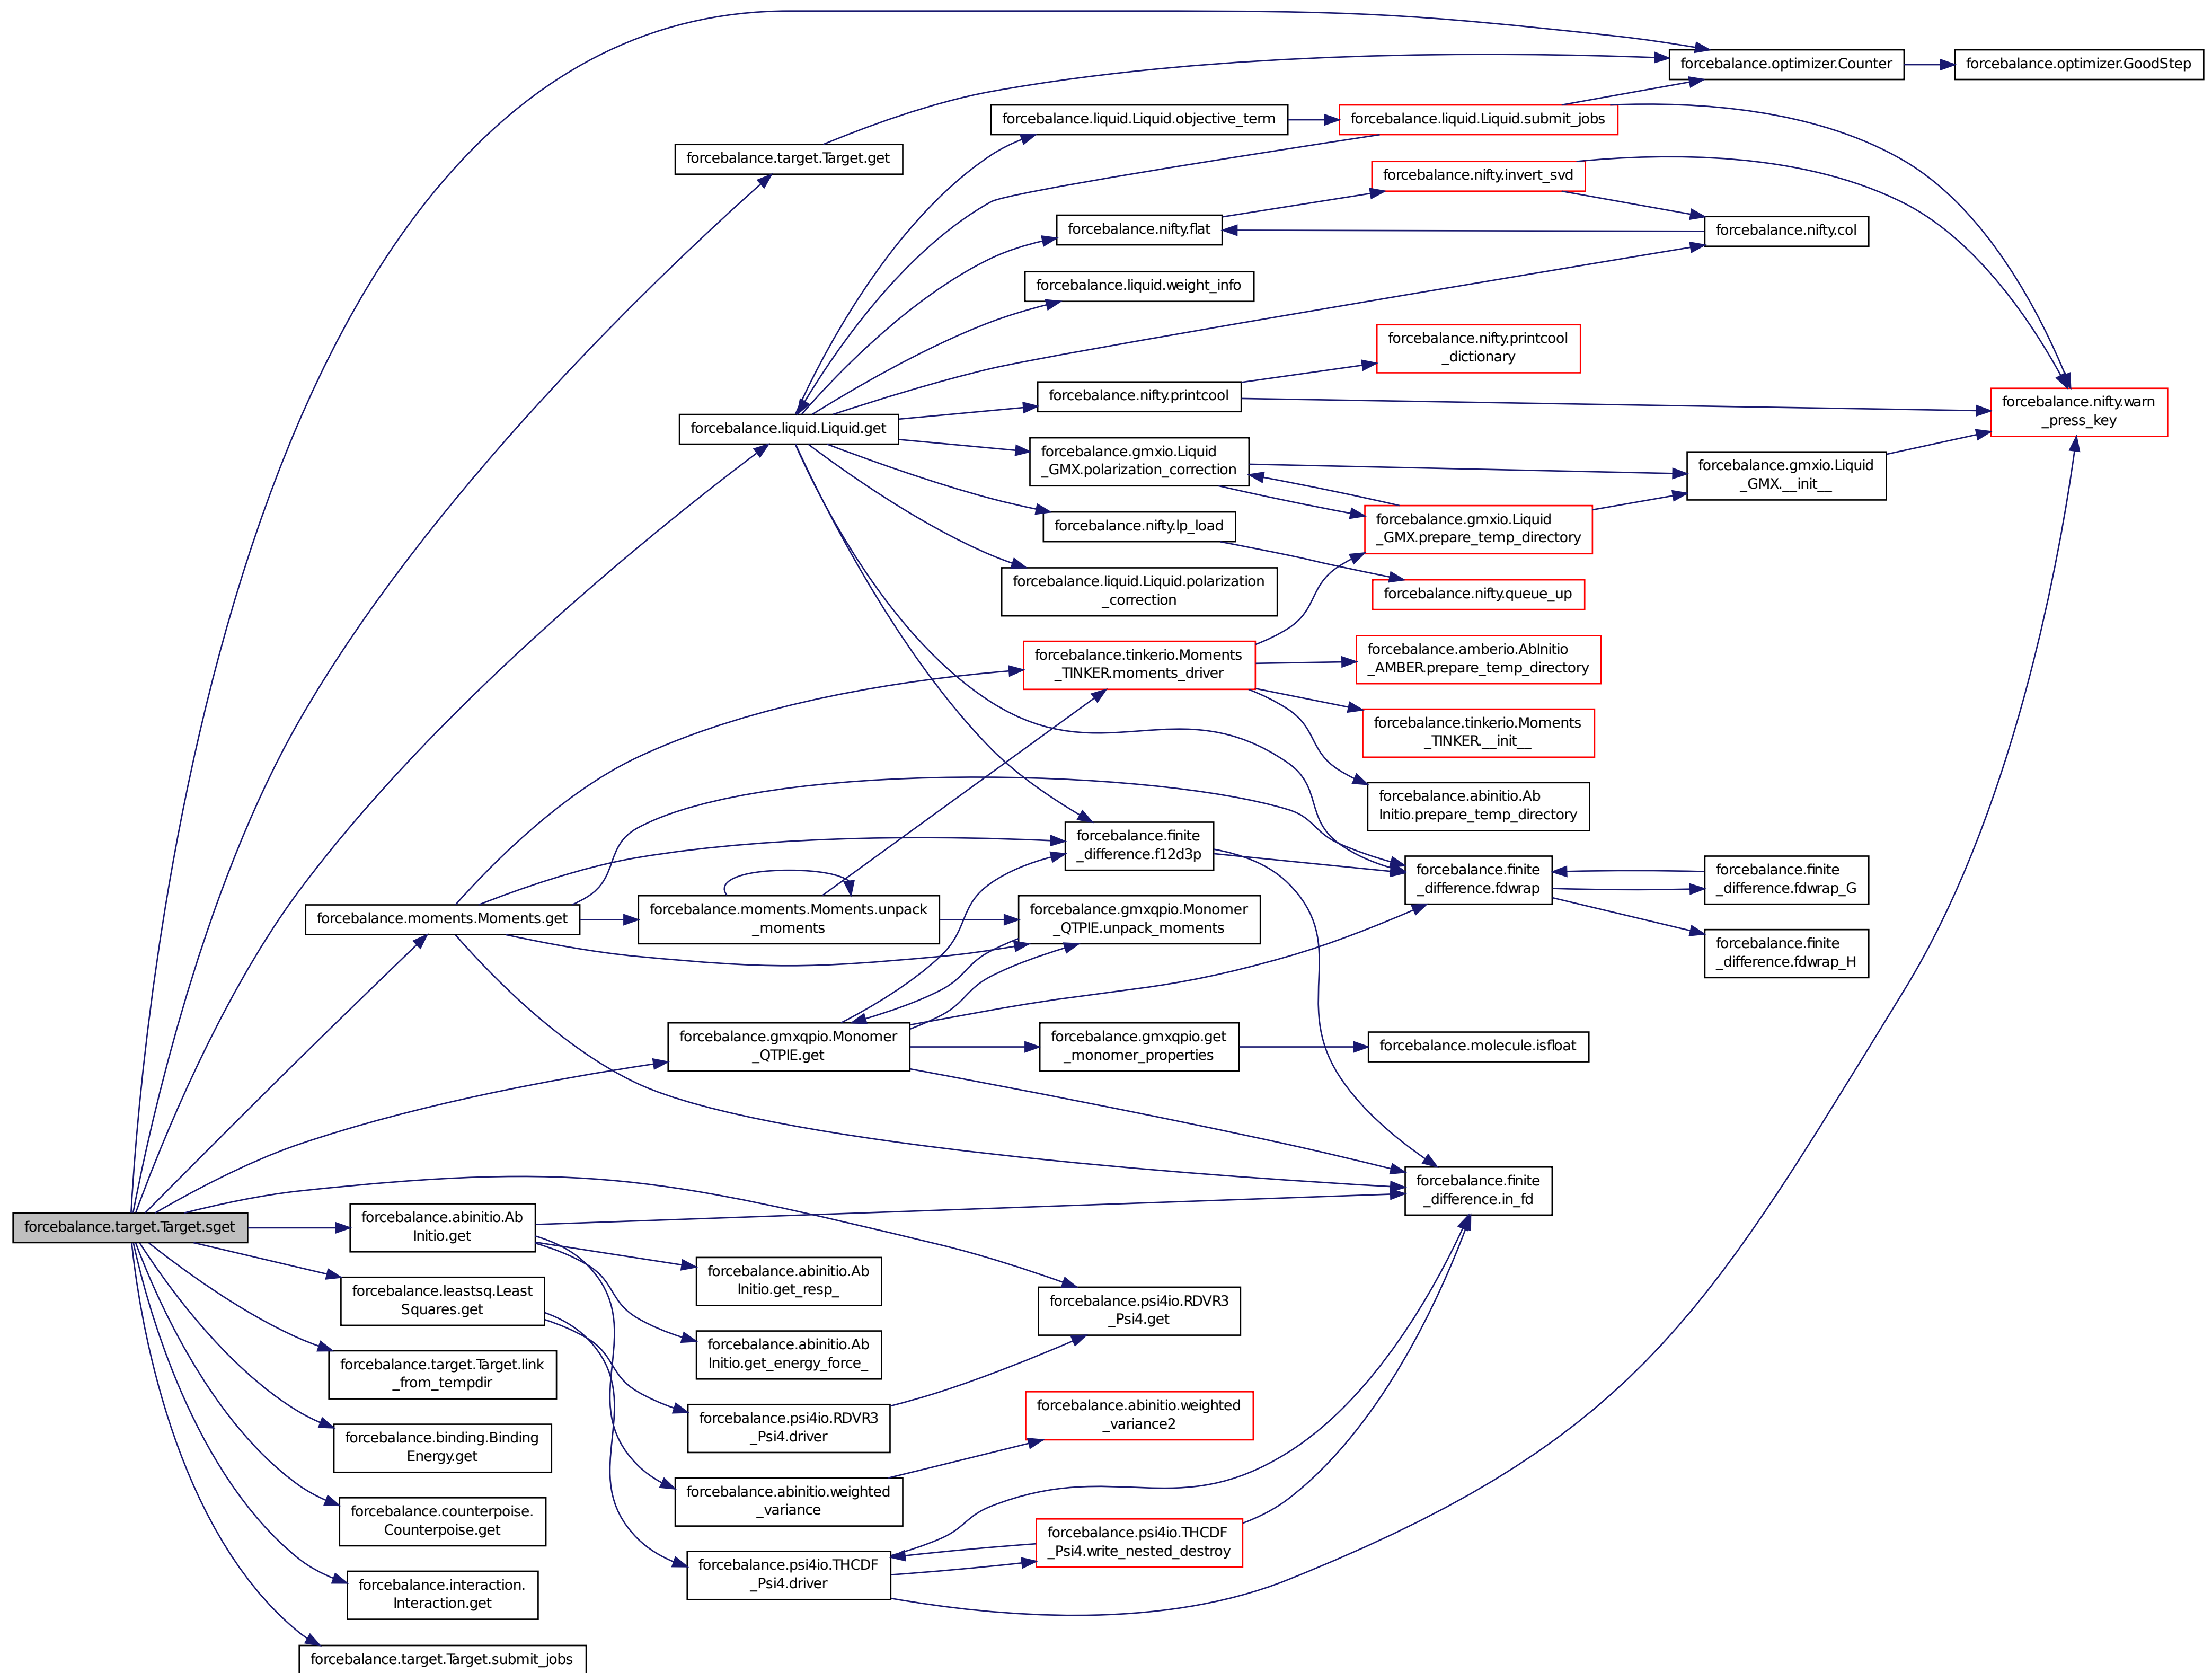 forcebalance.optimizer.Counter
forcebalance.optimizer.GoodStep
forcebalance.liquid.Liquid.objective_term
forcebalance.liquid.Liquid.submit_jobs
forcebalance.target.Target.get
forcebalance.nifty.invert_svd
forcebalance.nifty.flat
forcebalance.nifty.col
forcebalance.liquid.weight_info
forcebalance.nifty.printcool
_dictionary
forcebalance.nifty.printcool
forcebalance.nifty.warn
_press_key
forcebalance.liquid.Liquid.get
forcebalance.gmxio.Liquid
_GMX.polarization_correction
forcebalance.gmxio.Liquid
_GMX.__init__
forcebalance.nifty.lp_load
forcebalance.gmxio.Liquid
_GMX.prepare_temp_directory
forcebalance.liquid.Liquid.polarization
_correction
forcebalance.nifty.queue_up
forcebalance.tinkerio.Moments
_TINKER.moments_driver
forcebalance.amberio.AbInitio
_AMBER.prepare_temp_directory
forcebalance.tinkerio.Moments
_TINKER.__init__
forcebalance.abinitio.Ab
Initio.prepare_temp_directory
forcebalance.finite
_difference.f12d3p
forcebalance.finite
_difference.fdwrap
forcebalance.finite
_difference.fdwrap_G
forcebalance.moments.Moments.get
forcebalance.moments.Moments.unpack
_moments
forcebalance.gmxqpio.Monomer
_QTPIE.unpack_moments
forcebalance.finite
_difference.fdwrap_H
forcebalance.gmxqpio.Monomer
_QTPIE.get
forcebalance.gmxqpio.get
_monomer_properties
forcebalance.molecule.isfloat
forcebalance.finite
_difference.in_fd
forcebalance.target.Target.sget
forcebalance.abinitio.Ab
Initio.get
forcebalance.abinitio.Ab
Initio.get_resp_
forcebalance.leastsq.Least
Squares.get
forcebalance.psi4io.RDVR3
_Psi4.get
forcebalance.abinitio.Ab
Initio.get_energy_force_
forcebalance.target.Target.link
_from_tempdir
forcebalance.psi4io.RDVR3
_Psi4.driver
forcebalance.abinitio.weighted
_variance2
forcebalance.binding.Binding
Energy.get
forcebalance.abinitio.weighted
_variance
forcebalance.counterpoise.
Counterpoise.get
forcebalance.psi4io.THCDF
_Psi4.write_nested_destroy
forcebalance.psi4io.THCDF
_Psi4.driver
forcebalance.interaction.
Interaction.get
forcebalance.target.Target.submit_jobs